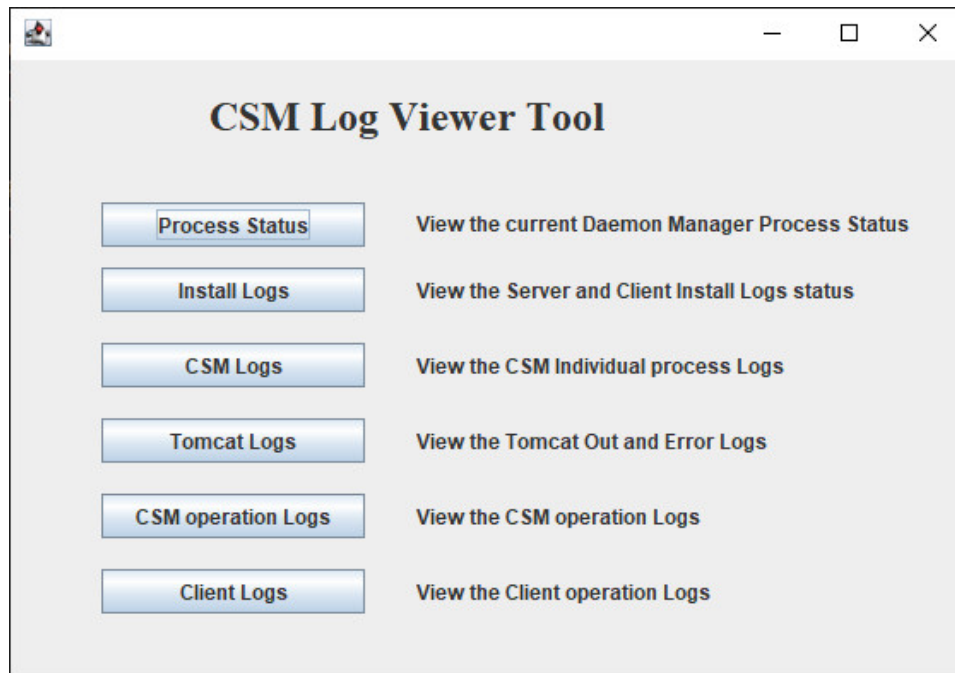 CSM Log Viewer Tool
Process Status View the current Daemon Manager Process Status
Install Logs View the Server and Client Install Logs status
CSM Logs View the CSM Individual process Logs
Tomcat Logs View the Tomcat Out and Error Logs
CSM operation Logs View the CSM operation Logs
Client Logs View the Client operation Logs